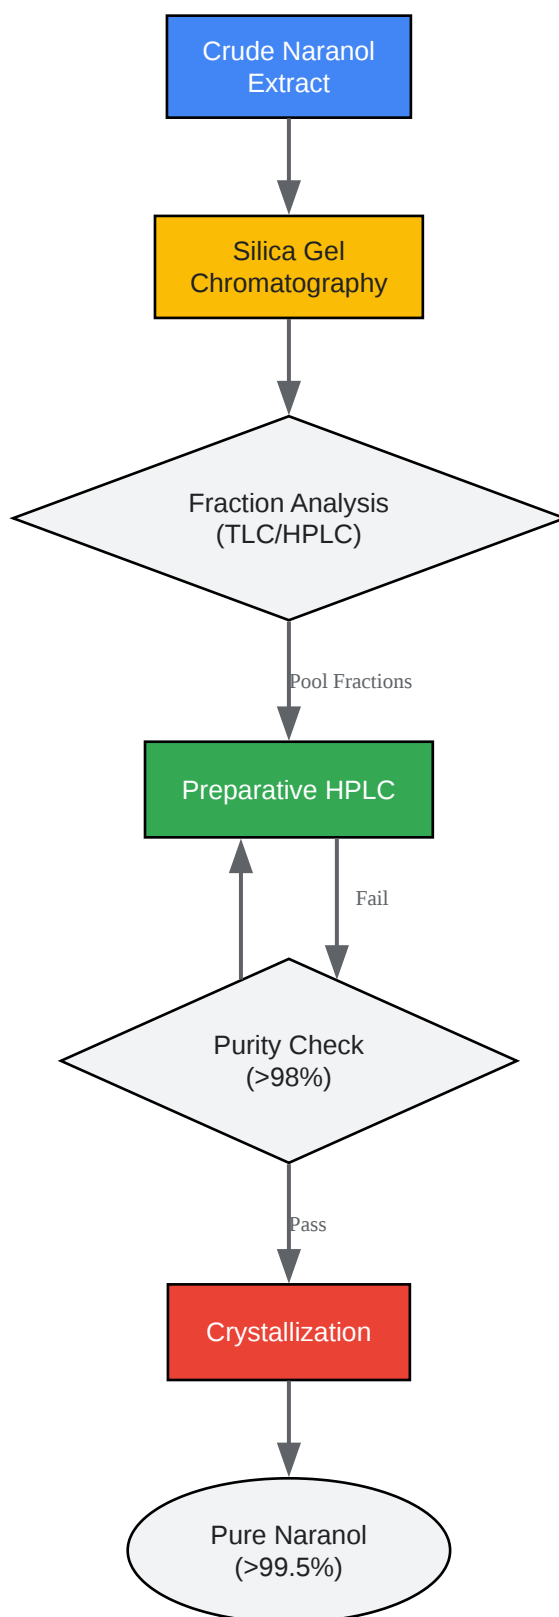 Crude Naranol
Extract
Silica Gel
Chromatography
Fraction Analysis
(TLC/HPLC)
Pool Fractions
Preparative HPLC
Fail
Purity Check
(>98%)
Pass
Crystallization
Pure Naranol
(>99.5%)